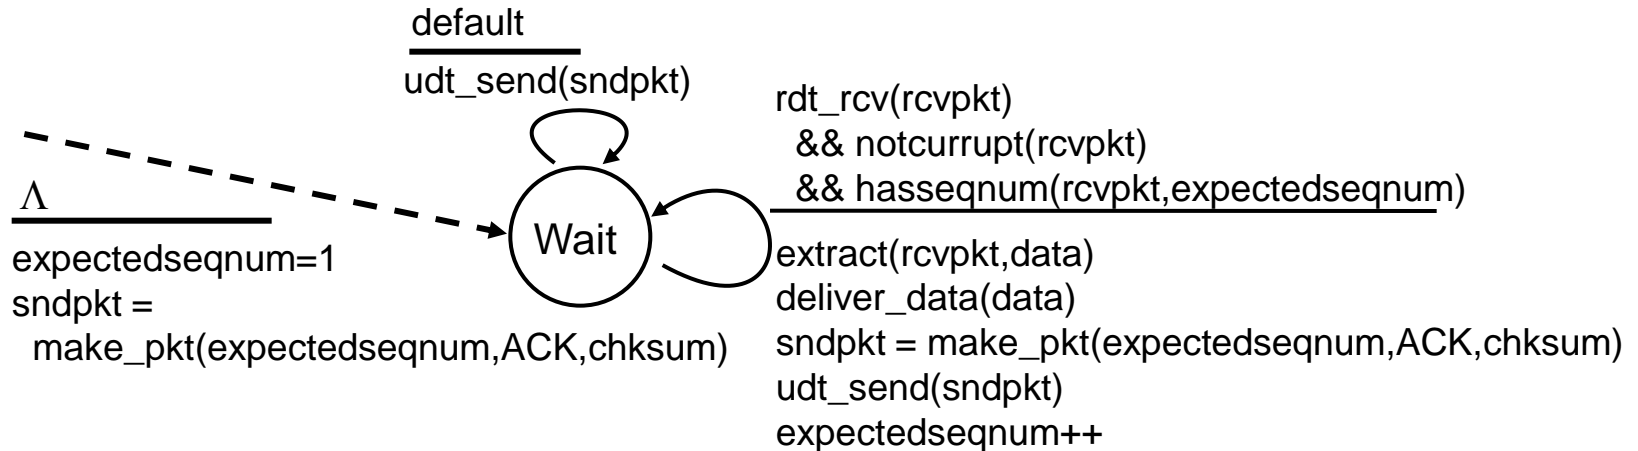 default
udt_send(sndpkt)
rdt_rcv(rcvpkt)
&& notcurrupt(rcvpkt)
&& hasseqnum(rcvpkt,expectedseqnum)
Λ
Wait
expectedseqnum=1
sndpkt =
make_pkt(expectedseqnum,ACK,chksum)
extract(rcvpkt,data)
deliver_data(data)
sndpkt = make_pkt(expectedseqnum,ACK,chksum)
udt_send(sndpkt)
expectedseqnum++